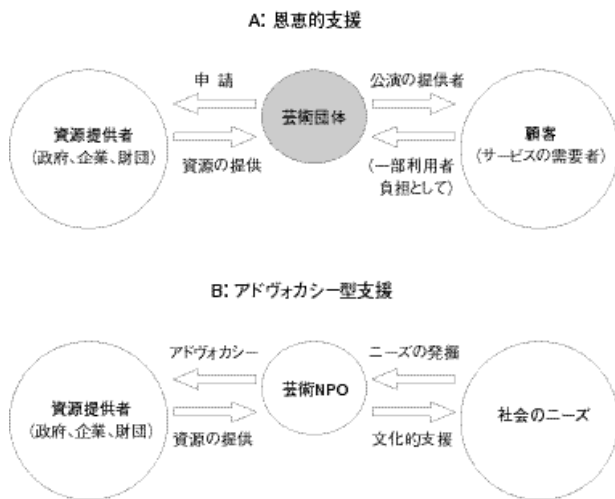 A: 恩恵的支援
申 請
公演の提供者
芸術団体
資源提供者
(政府、企業、財団)
顧客
(サービスの需要者)
資源の提供
(一部利用者
負担として)
B: アドヴォカシー型支援
アドヴォカシー
ニーズの発掘
芸術NPO
資源提供者
(政府、企業、財団)
社会のニーズ
資源の提供
文化的支援